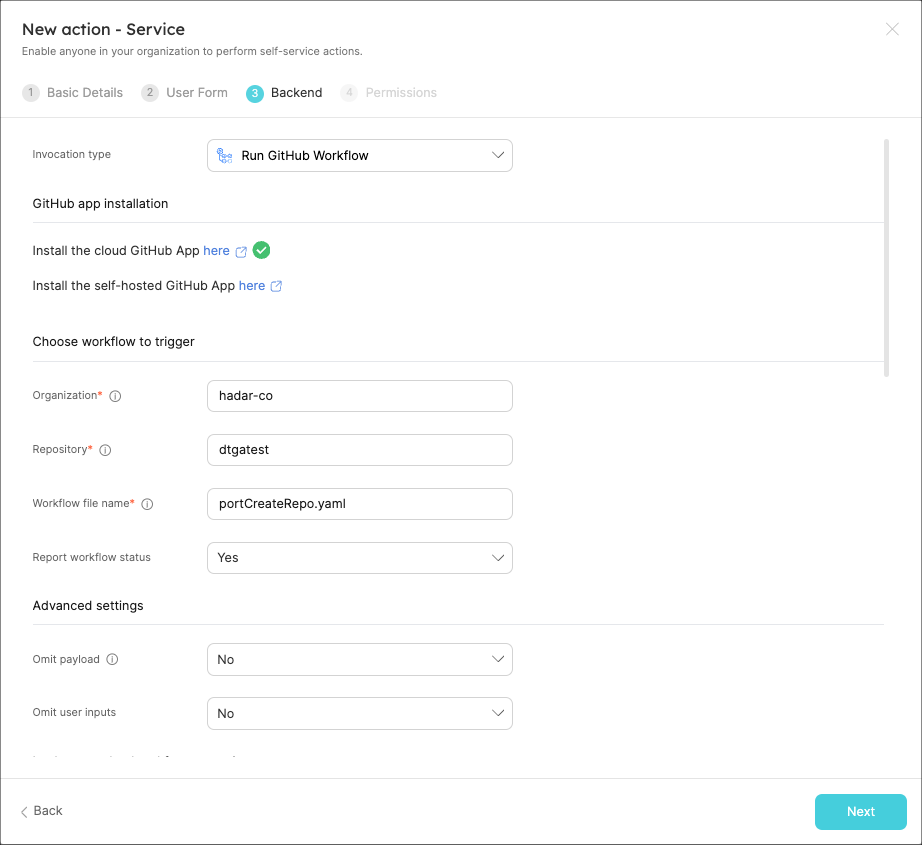 New action - Service
Enable anyone in your organization to perform self-service actions.
1 Basic Details 2 User Form 3 Backend 4 Permissions
Invocation type Run GitHub Workflow
GitHub app installation
Install the cloud GitHub App here
Install the self-hosted GitHub App here
Choose workflow to trigger
Organization* hadar-co
Repository* dtgatest
Workflow file name* portCreateRepo.yaml
Report workflow status Yes
Advanced settings
Omit payload No
Omit user inputs No
Back Next